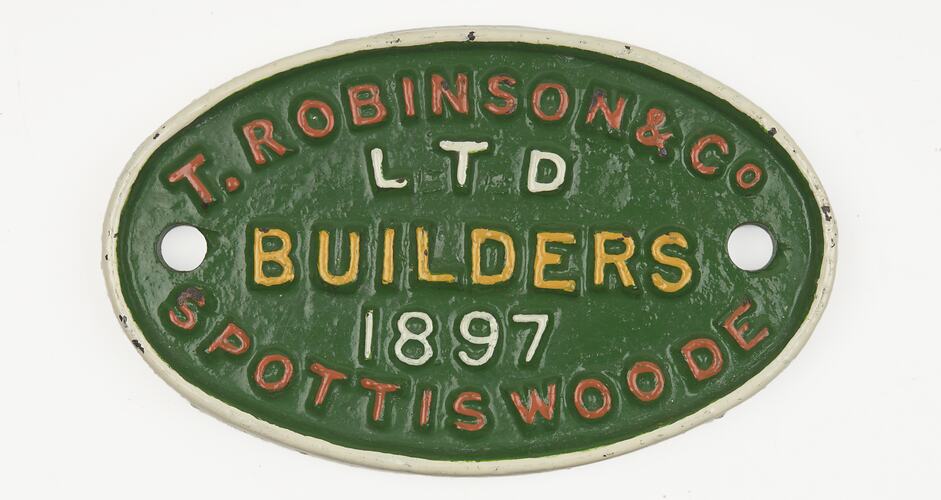 T. ROBINSON & Co
LTD
BUILDERS
1897
SPOTTISWOODE